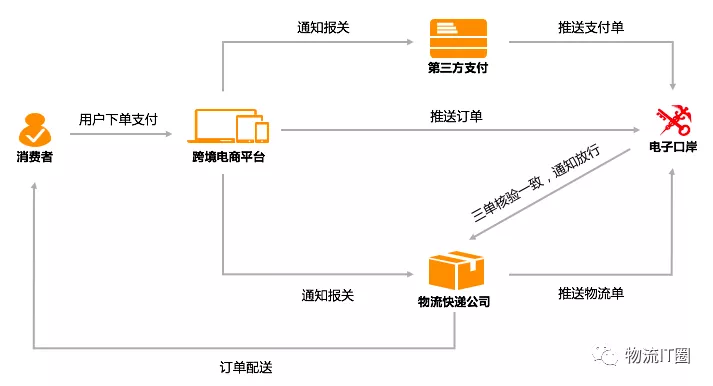 通知报关
推送支付单
第三方支付
用户下单支付
推送订单
消费者
跨境电商平台
电子口岸
三单核验一致，通知放行
通知报关
物流快递公司
推送物流单
订单配送
物流IT圈